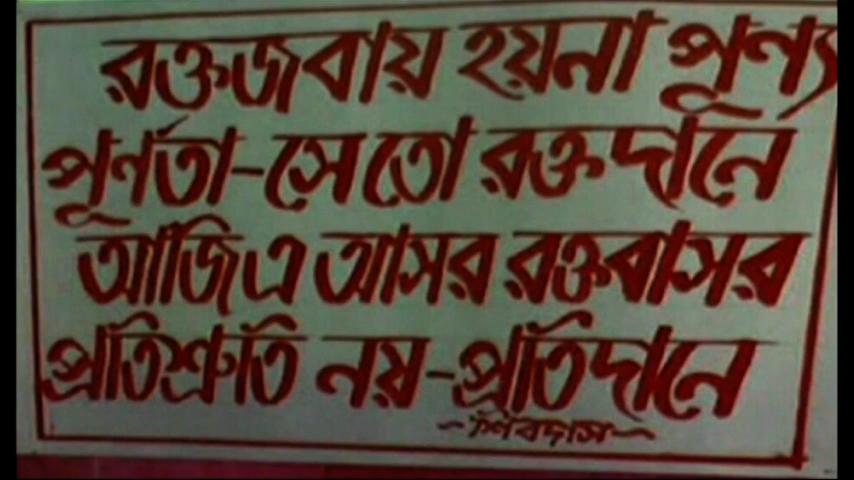 রক্তজবায় হয়না পূণ্য
পূর্ণতা-সে তো রক্তদানে
আজি এ আসর রক্তবাসর
প্রতিশ্রুতি নয়-প্রতিদানে
~শিবদাস~